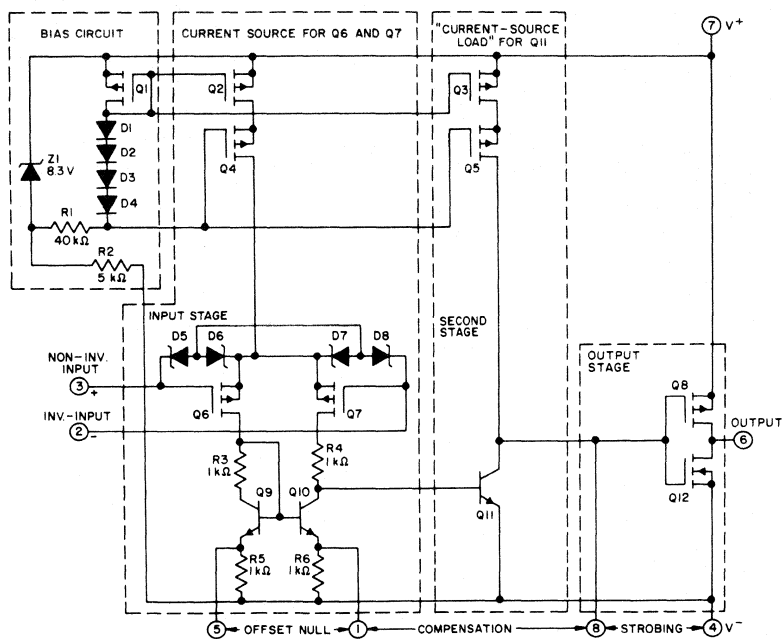 BIAS CIRCUIT
CURRENT SOURCE FOR Q6 AND Q7
"CURRENT-SOURCE
LOAD" FOR Q11
7 V+
Q1
Q2
Q3
D1
D2
D3
D4
Z1
8.3 V
Q4
Q5
R1
40 kΩ
R2
5 kΩ
INPUT STAGE
D5
D6
D7
D8
SECOND
STAGE
OUTPUT
STAGE
NON-INV.
INPUT
3 +
Q6
Q7
Q8
INV.-INPUT
2 -
OUTPUT
6
R3
1 kΩ
R4
1 kΩ
Q9
Q10
Q11
Q12
R5
1 kΩ
R6
1 kΩ
5 OFFSET NULL 1 COMPENSATION 8 STROBING 4 V-